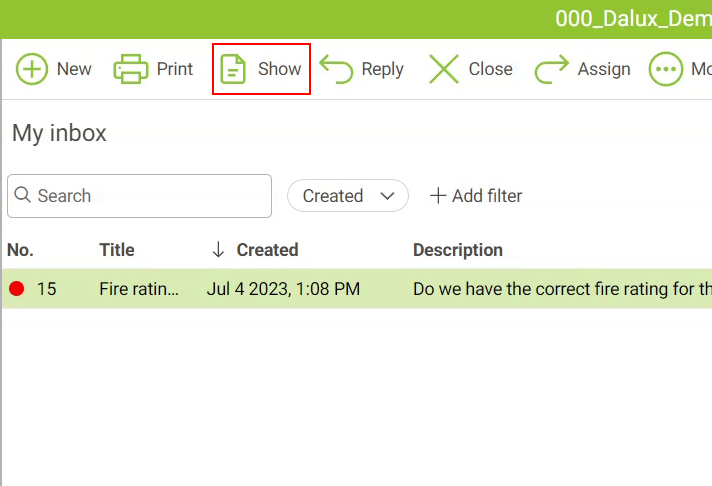 000_Dalux_Dem
New Print Show Reply Close Assign Mo
My inbox
Search Created Add filter
No. Title Created Description
15 Fire ratin... Jul 4 2023, 1:08 PM Do we have the correct fire rating for th